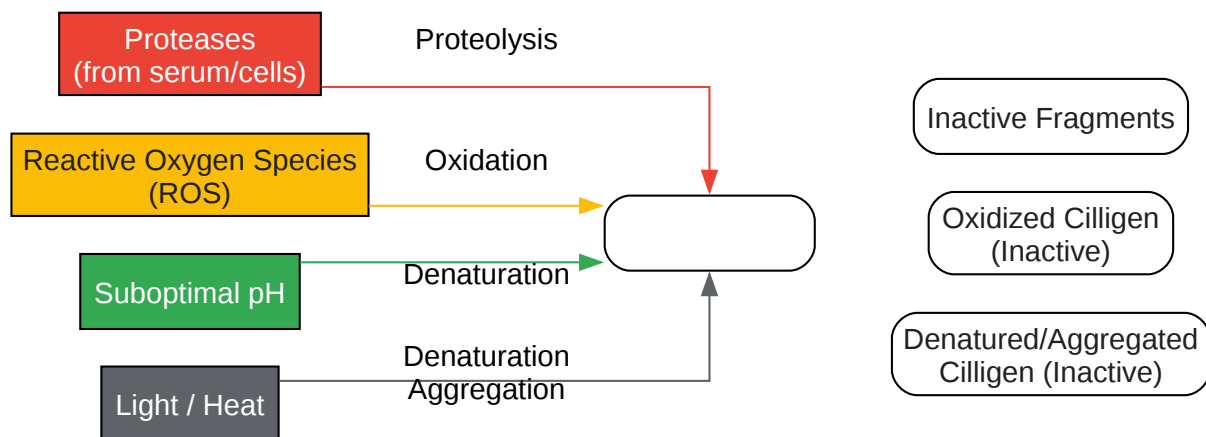 Proteases
(from serum/cells)
Proteolysis
Inactive Fragments
Reactive Oxygen Species
(ROS)
Oxidation
Oxidized Cilligen
(Inactive)
Suboptimal pH
Denaturation
Denatured/Aggregated
Cilligen (Inactive)
Light / Heat
Denaturation
Aggregation